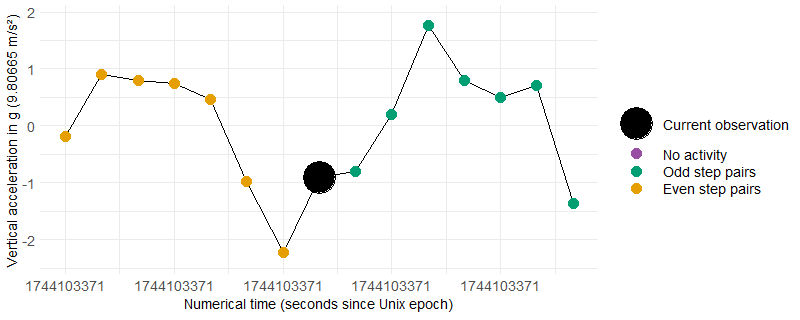 Vertical acceleration in g (9.80665 m/s²)
2
1
0
-1
-2
1744103371 1744103371 1744103371 1744103371 1744103371
Numerical time (seconds since Unix epoch)
Current observation
No activity
Odd step pairs
Even step pairs